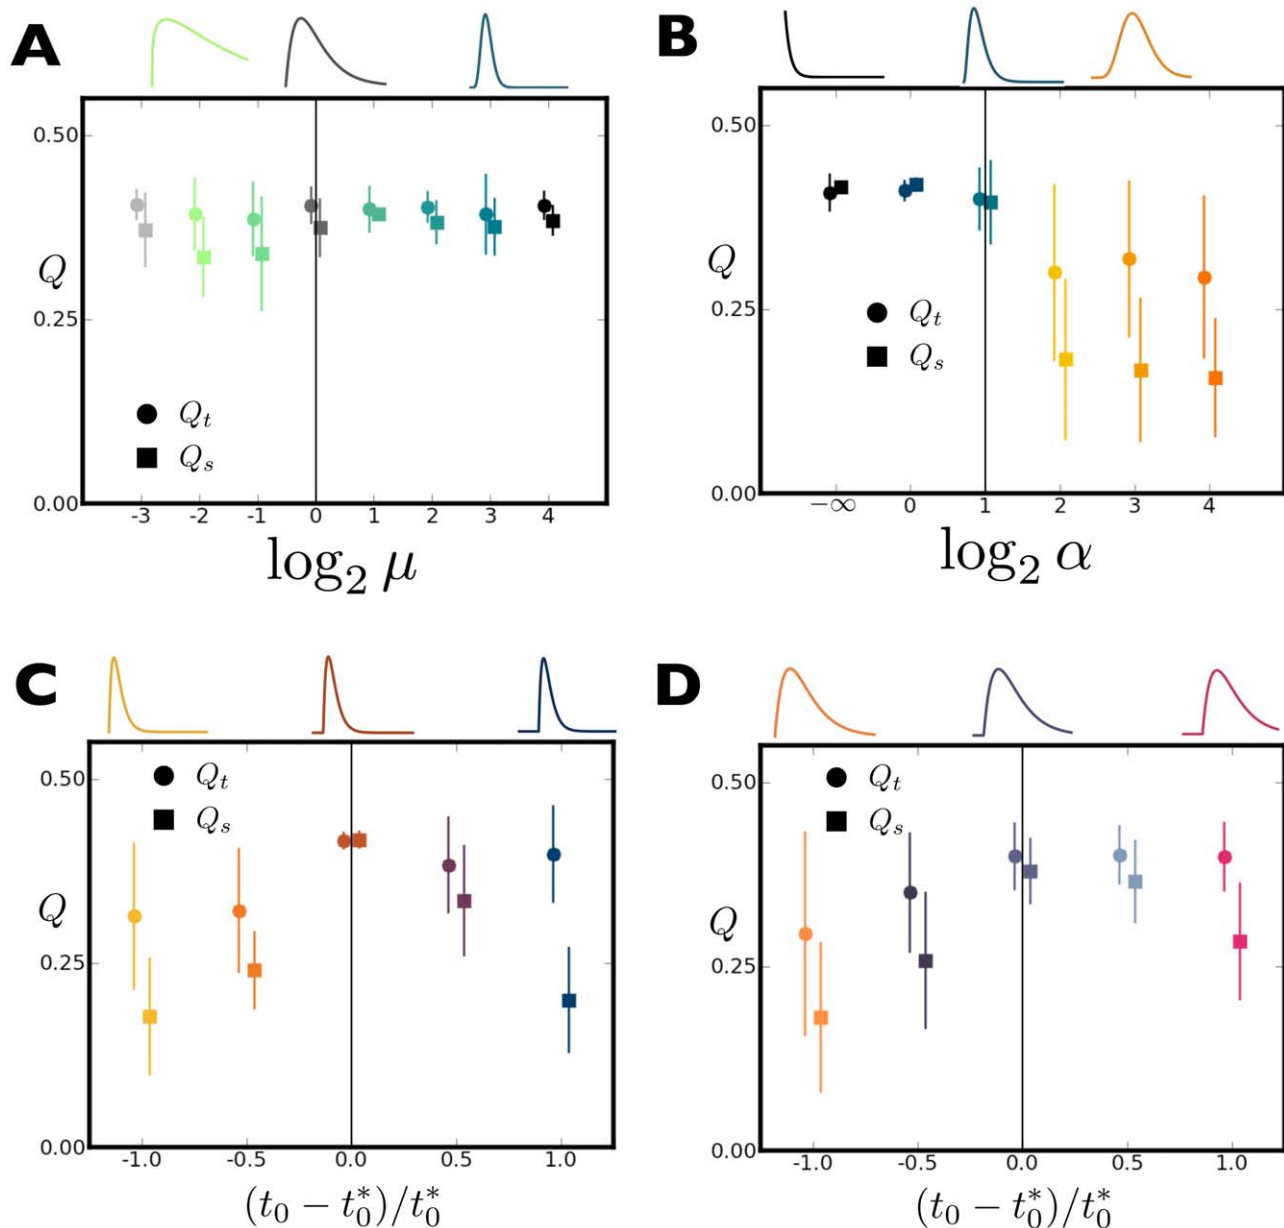 A
0.50
Q
0.25
Q_t
Q_s
0.00
-3 -2 -1 0 1 2 3 4
log_2 μ
B
0.50
Q
0.25
Q_t
Q_s
0.00
−∞ 0 1 2 3 4
log_2 α
C
Q_t
0.50
Q_s
Q
0.25
0.00
-1.0 -0.5 0.0 0.5 1.0
(t_0 − t_0^*)/t_0^*
D
Q_t
0.50
Q_s
Q
0.25
0.00
-1.0 -0.5 0.0 0.5 1.0
(t_0 − t_0^*)/t_0^*